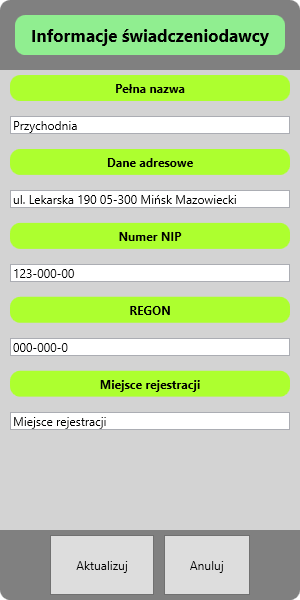 Informacje świadczeniodawcy
Pełna nazwa
Przychodnia
Dane adresowe
ul. Lekarska 190 05-300 Mińsk Mazowiecki
Numer NIP
123-000-00
REGON
000-000-0
Miejsce rejestracji
Miejsce rejestracji
Aktualizuj
Anuluj